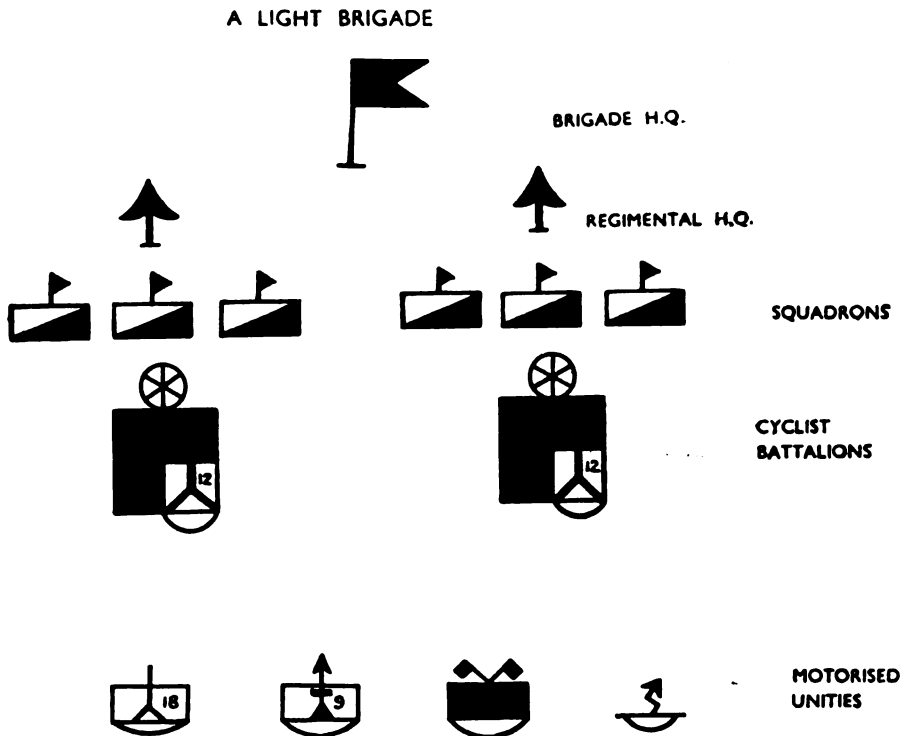 A LIGHT BRIGADE
BRIGADE H.Q.
REGIMENTAL H.Q.
SQUADRONS
CYCLIST
BATTALIONS
12
12
MOTORISED
UNITIES
18
9